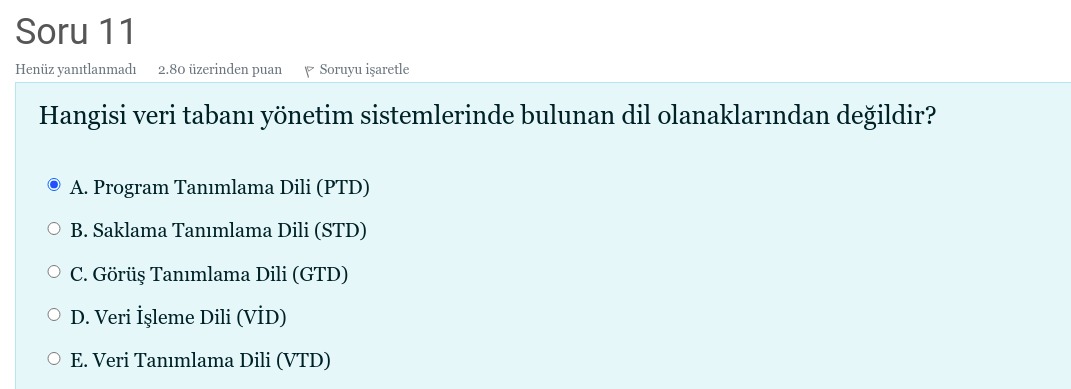 Soru 11
Henüz yanıtlanmadı 2.80 üzerinden puan Soruyu işaretle
Hangisi veri tabanı yönetim sistemlerinde bulunan dil olanaklarından değildir?
A. Program Tanımlama Dili (PTD)
B. Saklama Tanımlama Dili (STD)
C. Görüş Tanımlama Dili (GTD)
D. Veri İşleme Dili (VİD)
E. Veri Tanımlama Dili (VTD)